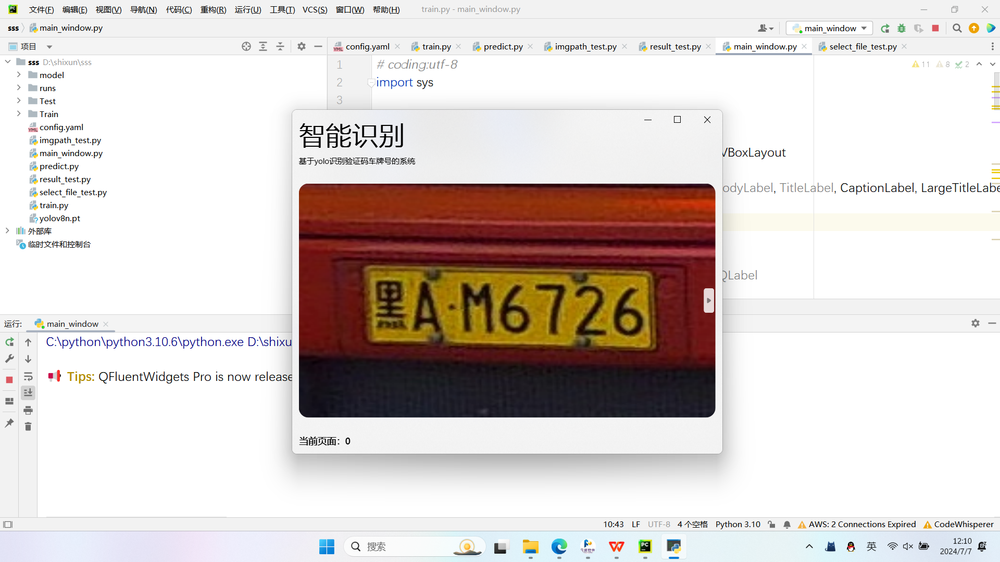 文件(F) 编辑(E) 视图(V) 导航(N) 代码(C) 重构(R) 运行(U) 工具(T) VCS(S) 窗口(W) 帮助(H) train.py - main_window.py
sss main_window.py
main_window
项目
config.yaml train.py predict.py imgpath_test.py result_test.py main_window.py select_file_test.py
sss D:\shixun\sss
model
runs
Test
Train
config.yaml
imgpath_test.py
main_window.py
predict.py
result_test.py
select_file_test.py
train.py
yolov8n.pt
外部库
临时文件和控制台
1 # coding:utf-8
2 import sys
3
11 8 2
VBoxLayout
odyLabel, TitleLabel, CaptionLabel, LargeTitleLabe
QLabel
智能识别
基于yolo识别验证码车牌号的系统
黑A·M6726
当前页面：0
运行: main_window
C:\python\python3.10.6\python.exe D:\shixu
Tips: QFluentWidgets Pro is now release
10:43 LF UTF-8 4 个空格 Python 3.10 AWS: 2 Connections Expired CodeWhisperer
搜索
英
12:10
2024/7/7